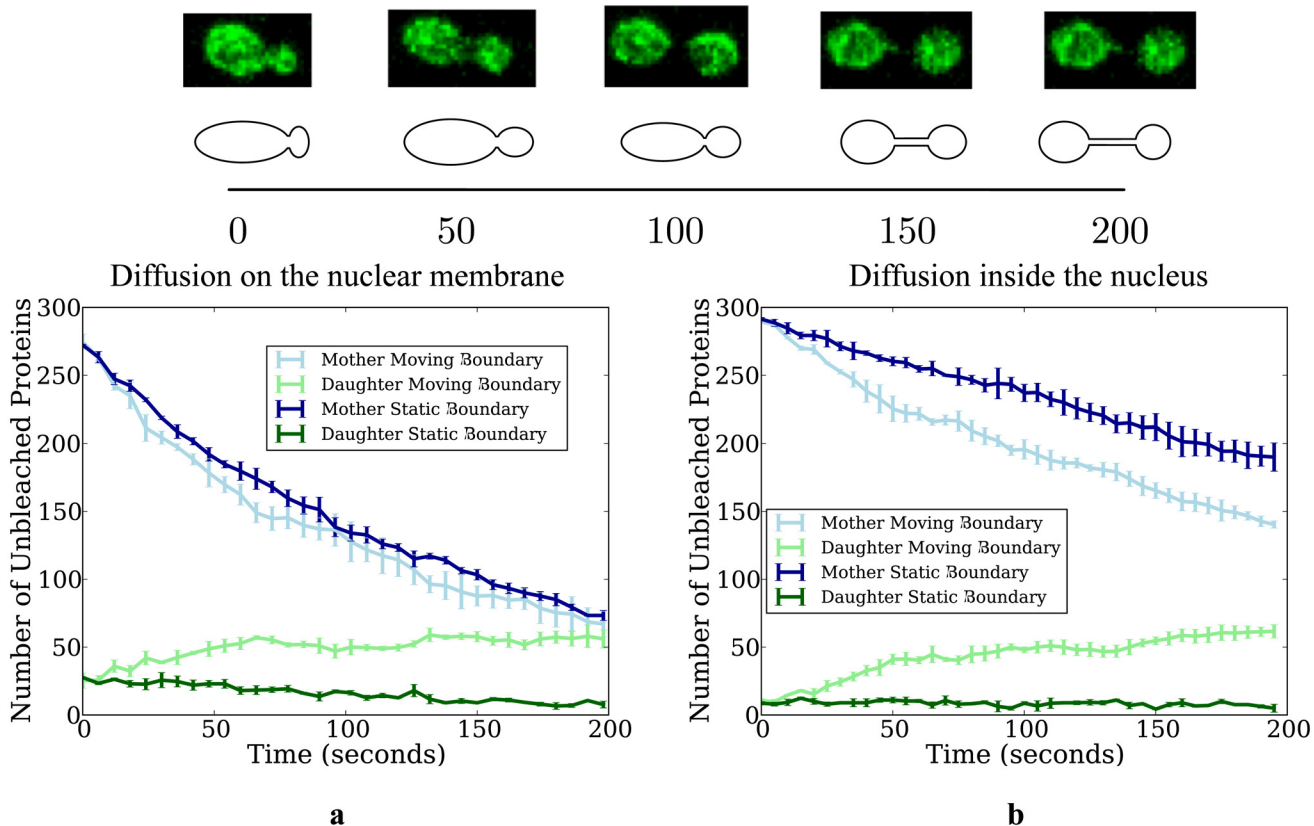 0 50 100 150 200
Diffusion on the nuclear membrane
Diffusion inside the nucleus
Number of Unbleached Proteins
300
250
200
150
100
50
0
Mother Moving Boundary
Daughter Moving Boundary
Mother Static Boundary
Daughter Static Boundary
0 50 100 150 200
Time (seconds)
a
Number of Unbleached Proteins
300
250
200
150
100
50
0
Mother Moving Boundary
Daughter Moving Boundary
Mother Static Boundary
Daughter Static Boundary
0 50 100 150 200
Time (seconds)
b